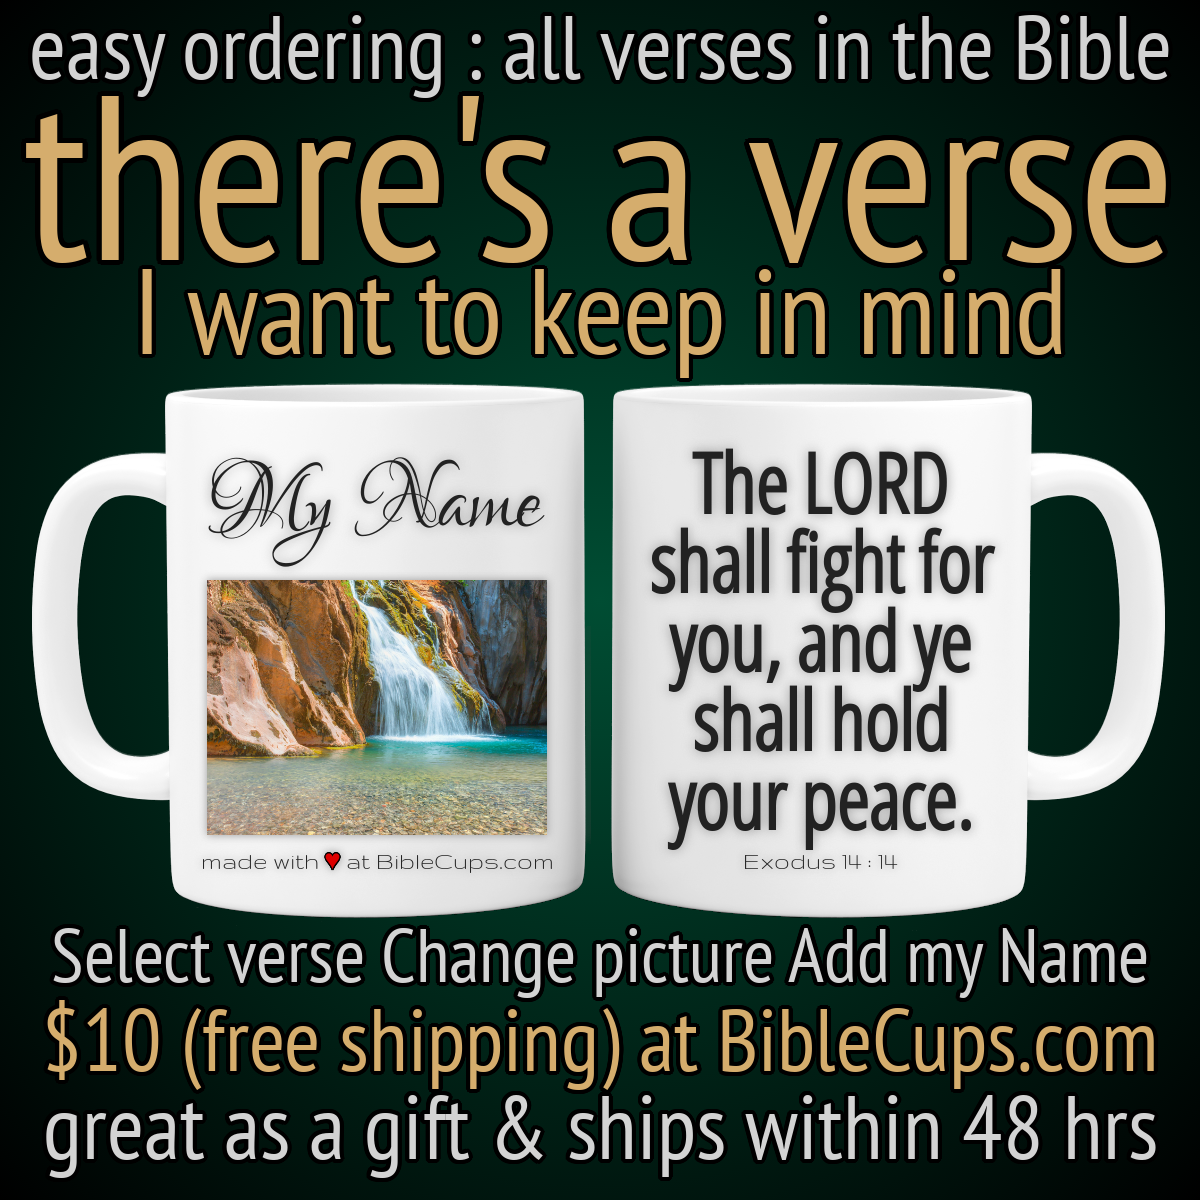 easy ordering : all verses in the Bible
there's a verse
I want to keep in mind
My Name
made with at BibleCups.com
The LORD
shall fight for
you, and ye
shall hold
your peace.
Exodus 14 : 14
Select verse Change picture Add my Name
$10 (free shipping) at BibleCups.com
great as a gift & ships within 48 hrs